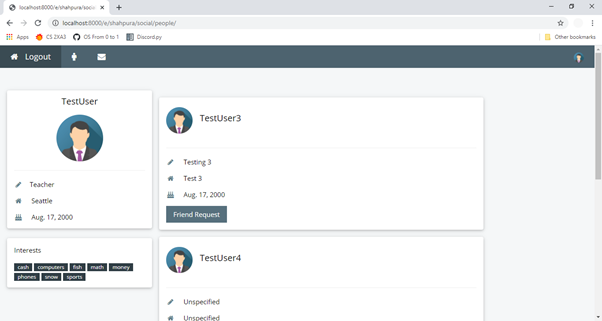 localhost:8000/e/shahpura/socia
localhost:8000/e/shahpura/social/people/
Apps
CS 2XA3
OS From 0 to 1
Discord.py
Other bookmarks
Logout
TestUser
Teacher
Seattle
Aug. 17, 2000
Interests
cash computers fish math money
phones snow sports
TestUser3
Testing 3
Test 3
Aug. 17, 2000
Friend Request
TestUser4
Unspecified
Unspecified